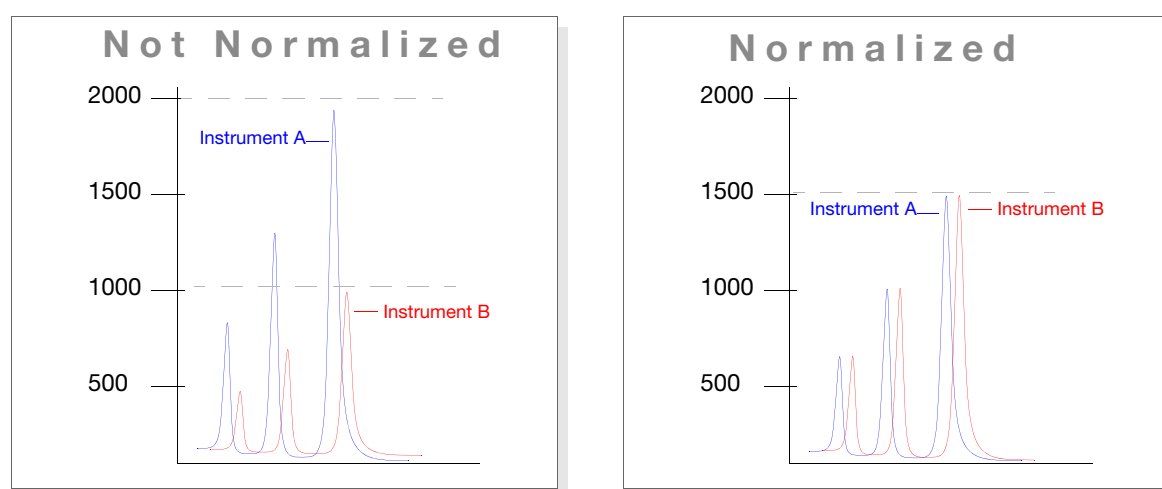 Not Normalized
2000
Instrument A
1500
1000
Instrument B
500
Normalized
2000
1500
Instrument A
Instrument B
1000
500